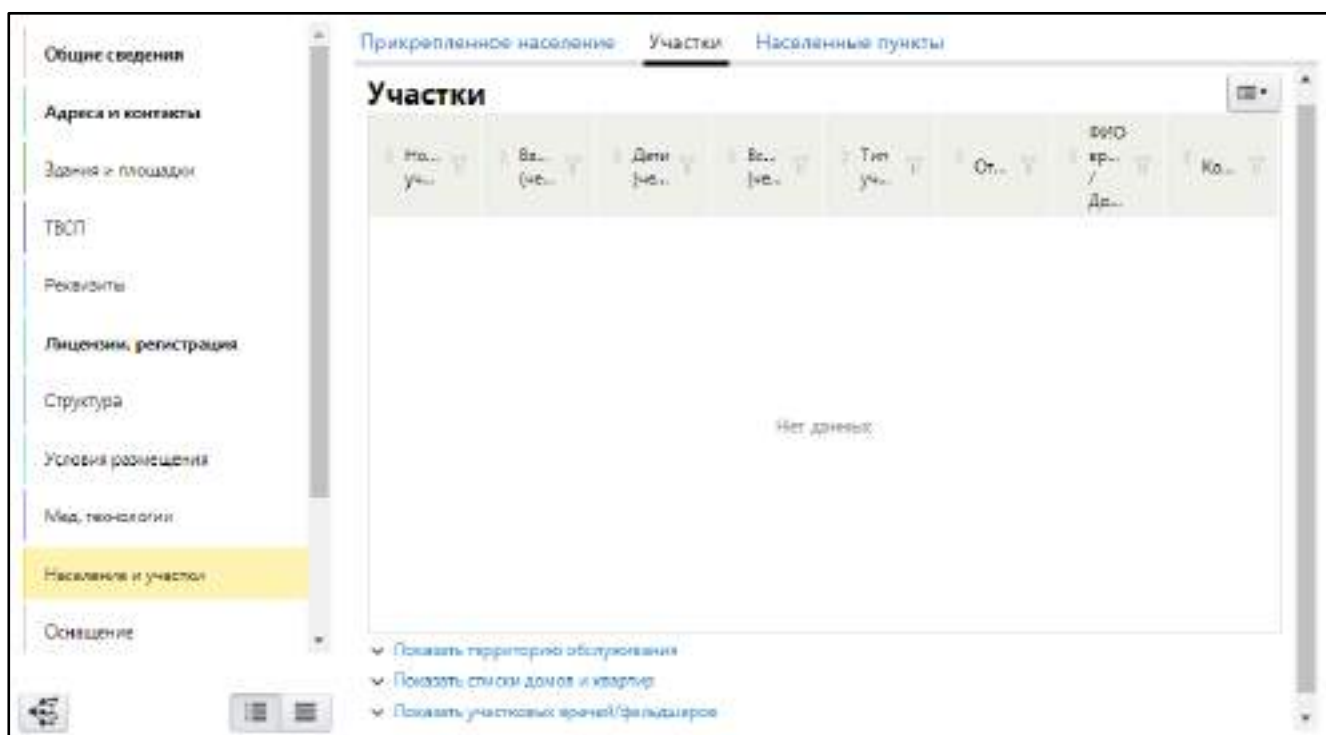 Общие сведения
Адреса и контакты
Здания и площадки
ТВСП
Реквизиты
Лицензии, регистрация
Структура
Условия размещения
Мед. технологии
Население и участки
Оснащение
Прикрепленное население Участки Населенные пункты
Участки
Но... уч...
Вз... (че...
Дети (че...
Вс... (че...
Тип уч...
От...
ФИО вр... / До...
Ко...
Нет данных
Показать территорию обслуживания
Показать списки домов и квартир
Показать участковых врачей/фельдшеров